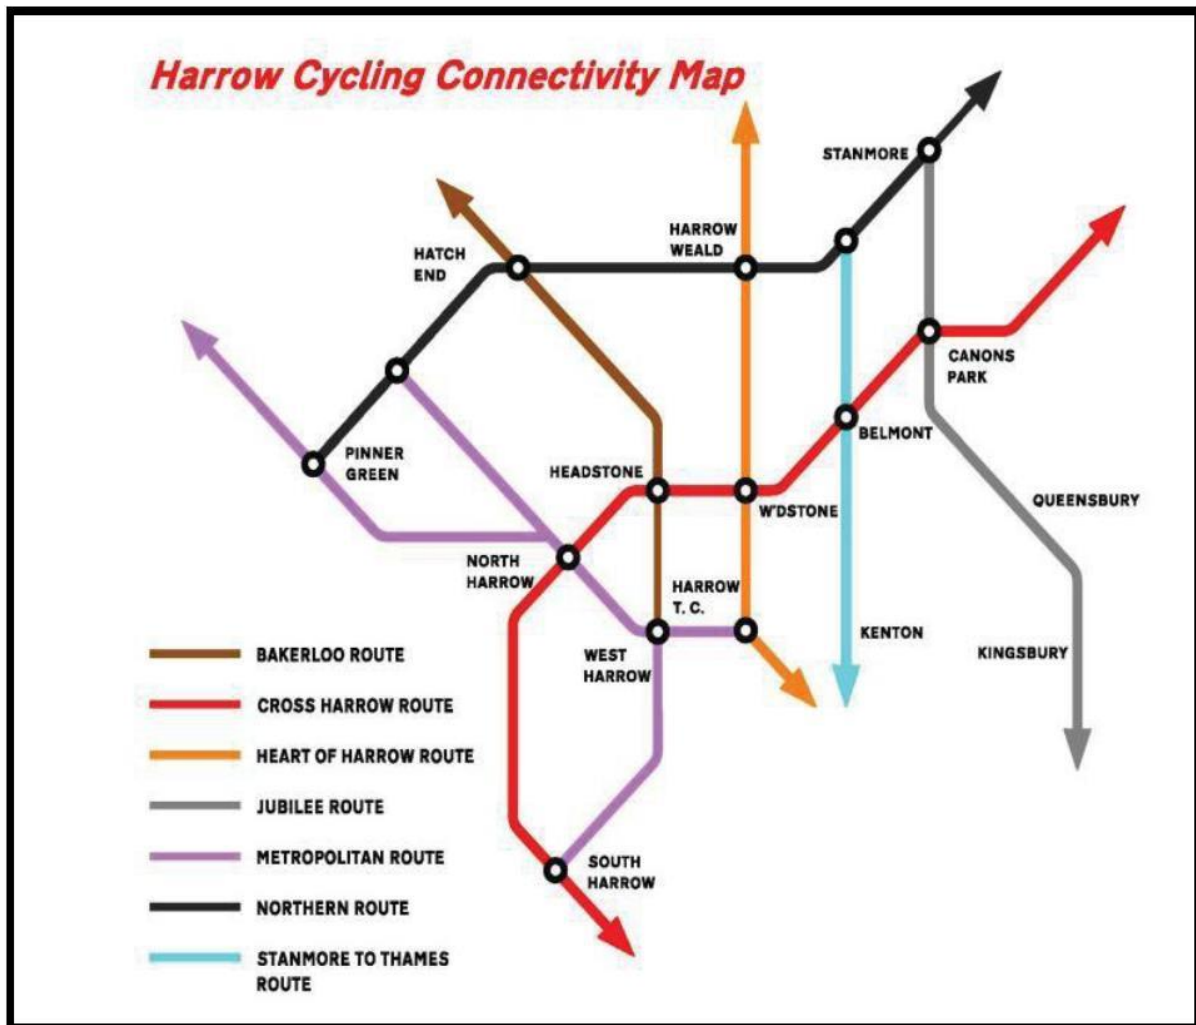 Harrow Cycling Connectivity Map
STANMORE
HARROW
WEALD
HATCH
END
CANONS
PARK
PINNER
GREEN
BELMONT
HEADSTONE
W'DSTONE
QUEENSBURY
NORTH
HARROW
HARROW
T. C.
KENTON
WEST
HARROW
KINGSBURY
SOUTH
HARROW
BAKERLOO ROUTE
CROSS HARROW ROUTE
HEART OF HARROW ROUTE
JUBILEE ROUTE
METROPOLITAN ROUTE
NORTHERN ROUTE
STANMORE TO THAMES
ROUTE